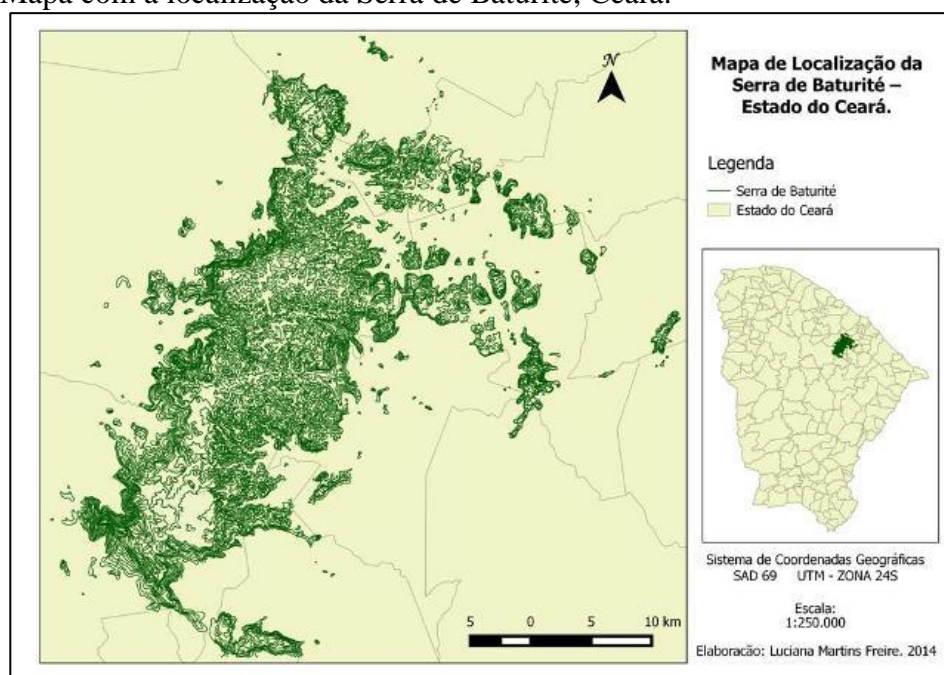 Mapa com a localização da Serra de Baturité, Ceará.
N
Mapa de Localização da
Serra de Baturité –
Estado do Ceará.
Legenda
Serra de Baturité
Estado do Ceará
Sistema de Coordenadas Geográficas
SAD 69 UTM - ZONA 24S
Escala:
1:250.000
5 0 5 10 km
Elaboracão: Luciana Martins Freire. 2014